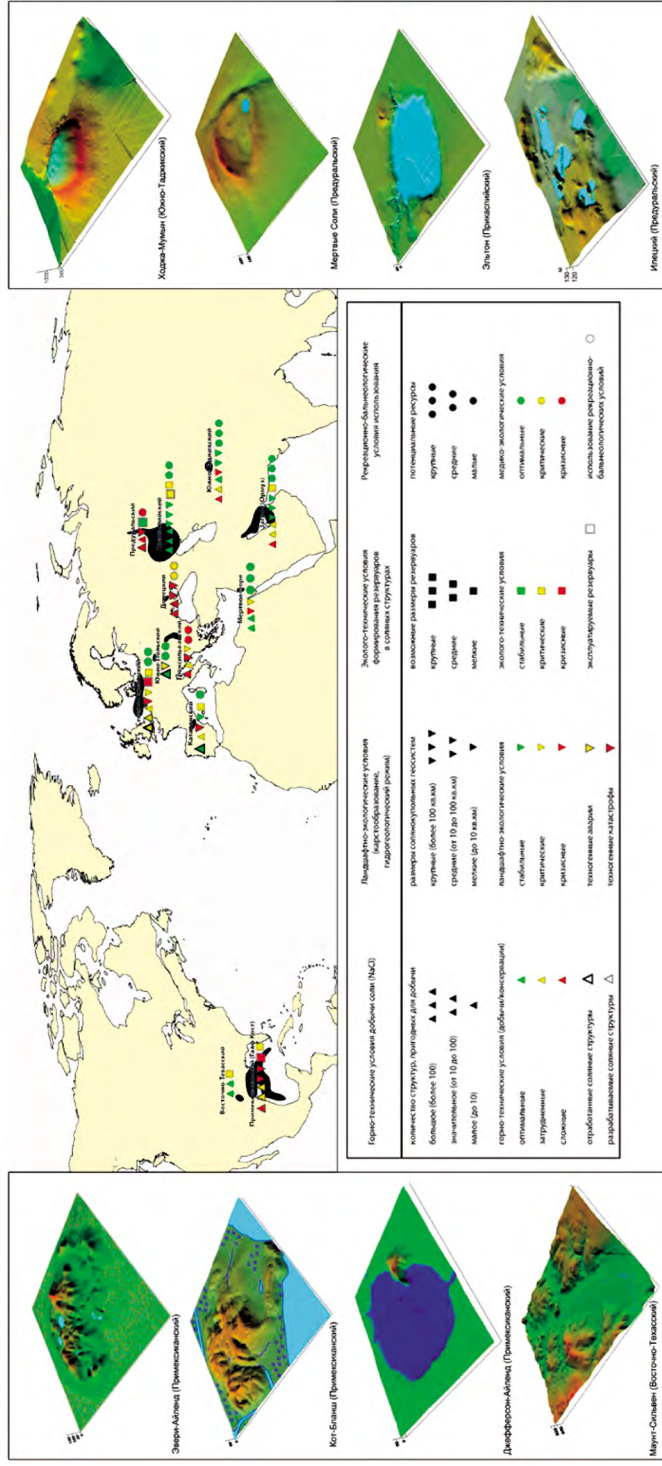 Эвери-Айленд (Примексиканский)
Кот-Бланш (Примексиканский)
Джефферсон-Айленд (Примексиканский)
Маунт-Сильвен (Восточно-Техасский)
Восточно-Техасский
Предуральский
Донецкий
Ходжа-Мумын (Южно-Таджикский)
Мертвые Соли (Предуральский)
Эльтон (Прикаспийский)
Илецкий (Предуральский)
130
120
Горно-технические условия добычи соли (NaCl)
количество структур, пригодных для добычи
большое (более 100)
значительное (от 10 до 100)
малое (до 10)
горно-технические условия (добычи/консервации)
оптимальные
затрудненные
сложные
отработанные соляные структуры
разрабатываемые соляные структуры
Ландшафтно-экологические условия
(карстообразование,
гидрогеологический режим)
размеры солянокупольных геосистем
крупные (более 100 кв.км)
средние (от 10 до 100 кв.км)
мелкие (до 10 кв.км)
ландшафтно-экологические условия
стабильные
критические
кризисные
техногенные аварии
техногенные катастрофы
Эколого-технические условия
формирования резервуаров
в соляных структурах
возможные размеры резервуаров
крупные
средние
мелкие
эколого-технические условия
стабильные
критические
кризисные
эксплуатируемые резервуары
Рекреационно-бальнеологические
условия использования
потенциальные ресурсы
крупные
средние
малые
медико-экологические условия
оптимальные
критические
кризисные
использование рекреационно-
бальнеологических условий